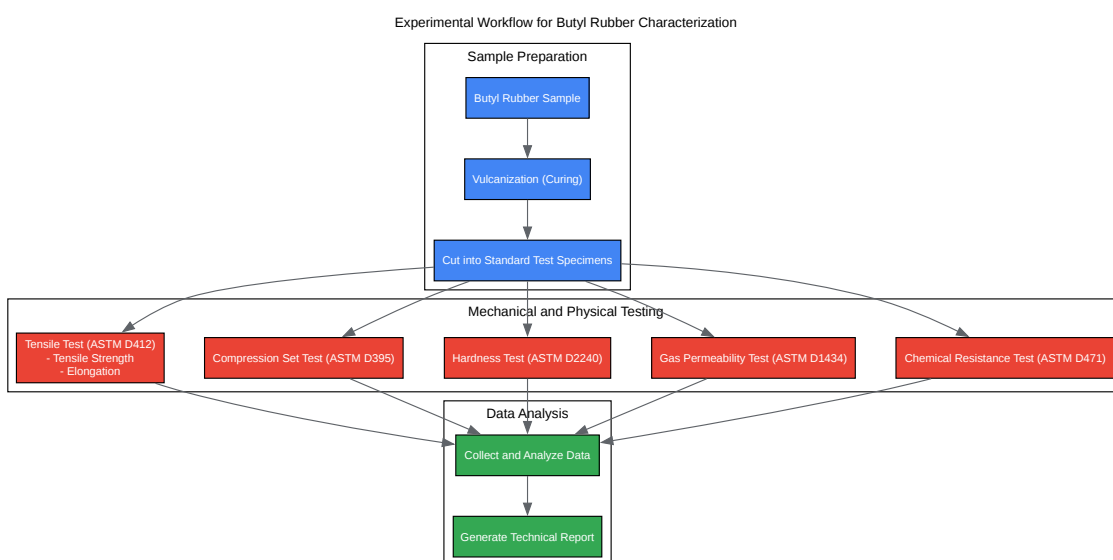 Experimental Workflow for Butyl Rubber Characterization
Sample Preparation
Butyl Rubber Sample
Vulcanization (Curing)
Cut into Standard Test Specimens
Mechanical and Physical Testing
Tensile Test (ASTM D412)
- Tensile Strength
- Elongation
Compression Set Test (ASTM D395)
Hardness Test (ASTM D2240)
Gas Permeability Test (ASTM D1434)
Chemical Resistance Test (ASTM D471)
Data Analysis
Collect and Analyze Data
Generate Technical Report